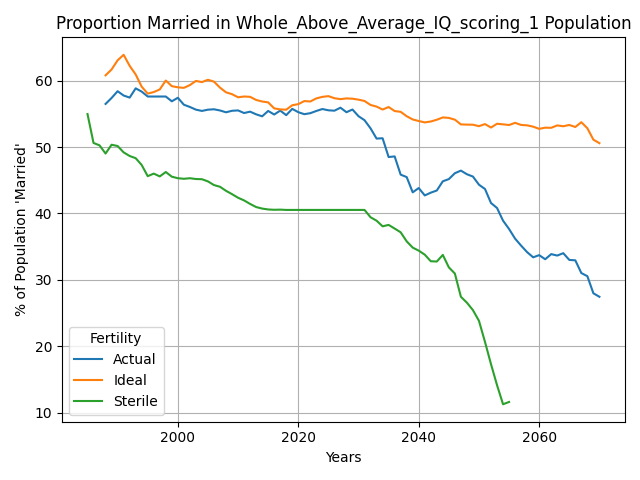 Proportion Married in Whole_Above_Average_IQ_scoring_1 Population
% of Population 'Married'
60
50
40
30
20
10
Fertility
Actual
Ideal
Sterile
2000 2020 2040 2060
Years